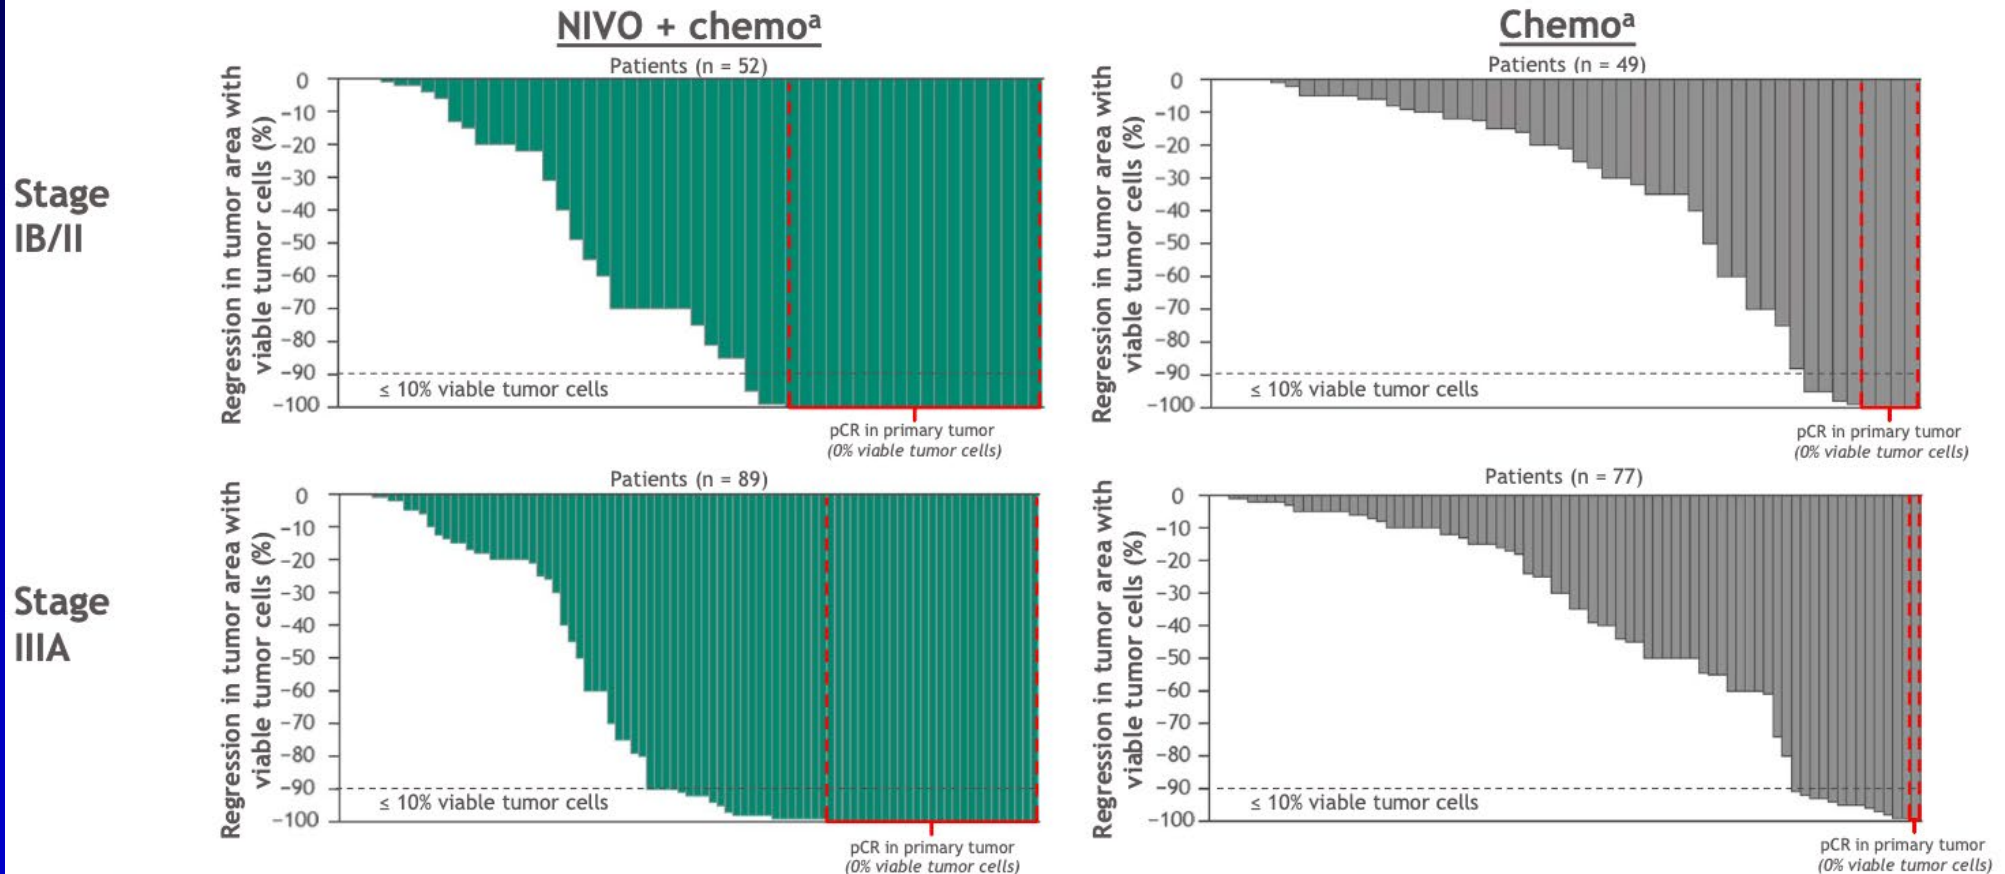 NIVO + chemoᵃ
Chemoᵃ
Stage
IB/II
Patients (n = 52)
Regression in tumor area with
viable tumor cells (%)
0
−10
−20
−30
−40
−50
−60
−70
−80
−90
−100
≤ 10% viable tumor cells
pCR in primary tumor
(0% viable tumor cells)
Patients (n = 49)
Regression in tumor area with
viable tumor cells (%)
0
−10
−20
−30
−40
−50
−60
−70
−80
−90
−100
≤ 10% viable tumor cells
pCR in primary tumor
(0% viable tumor cells)
Stage
IIIA
Patients (n = 89)
Regression in tumor area with
viable tumor cells (%)
0
−10
−20
−30
−40
−50
−60
−70
−80
−90
−100
≤ 10% viable tumor cells
pCR in primary tumor
(0% viable tumor cells)
Patients (n = 77)
Regression in tumor area with
viable tumor cells (%)
0
−10
−20
−30
−40
−50
−60
−70
−80
−90
−100
≤ 10% viable tumor cells
pCR in primary tumor
(0% viable tumor cells)